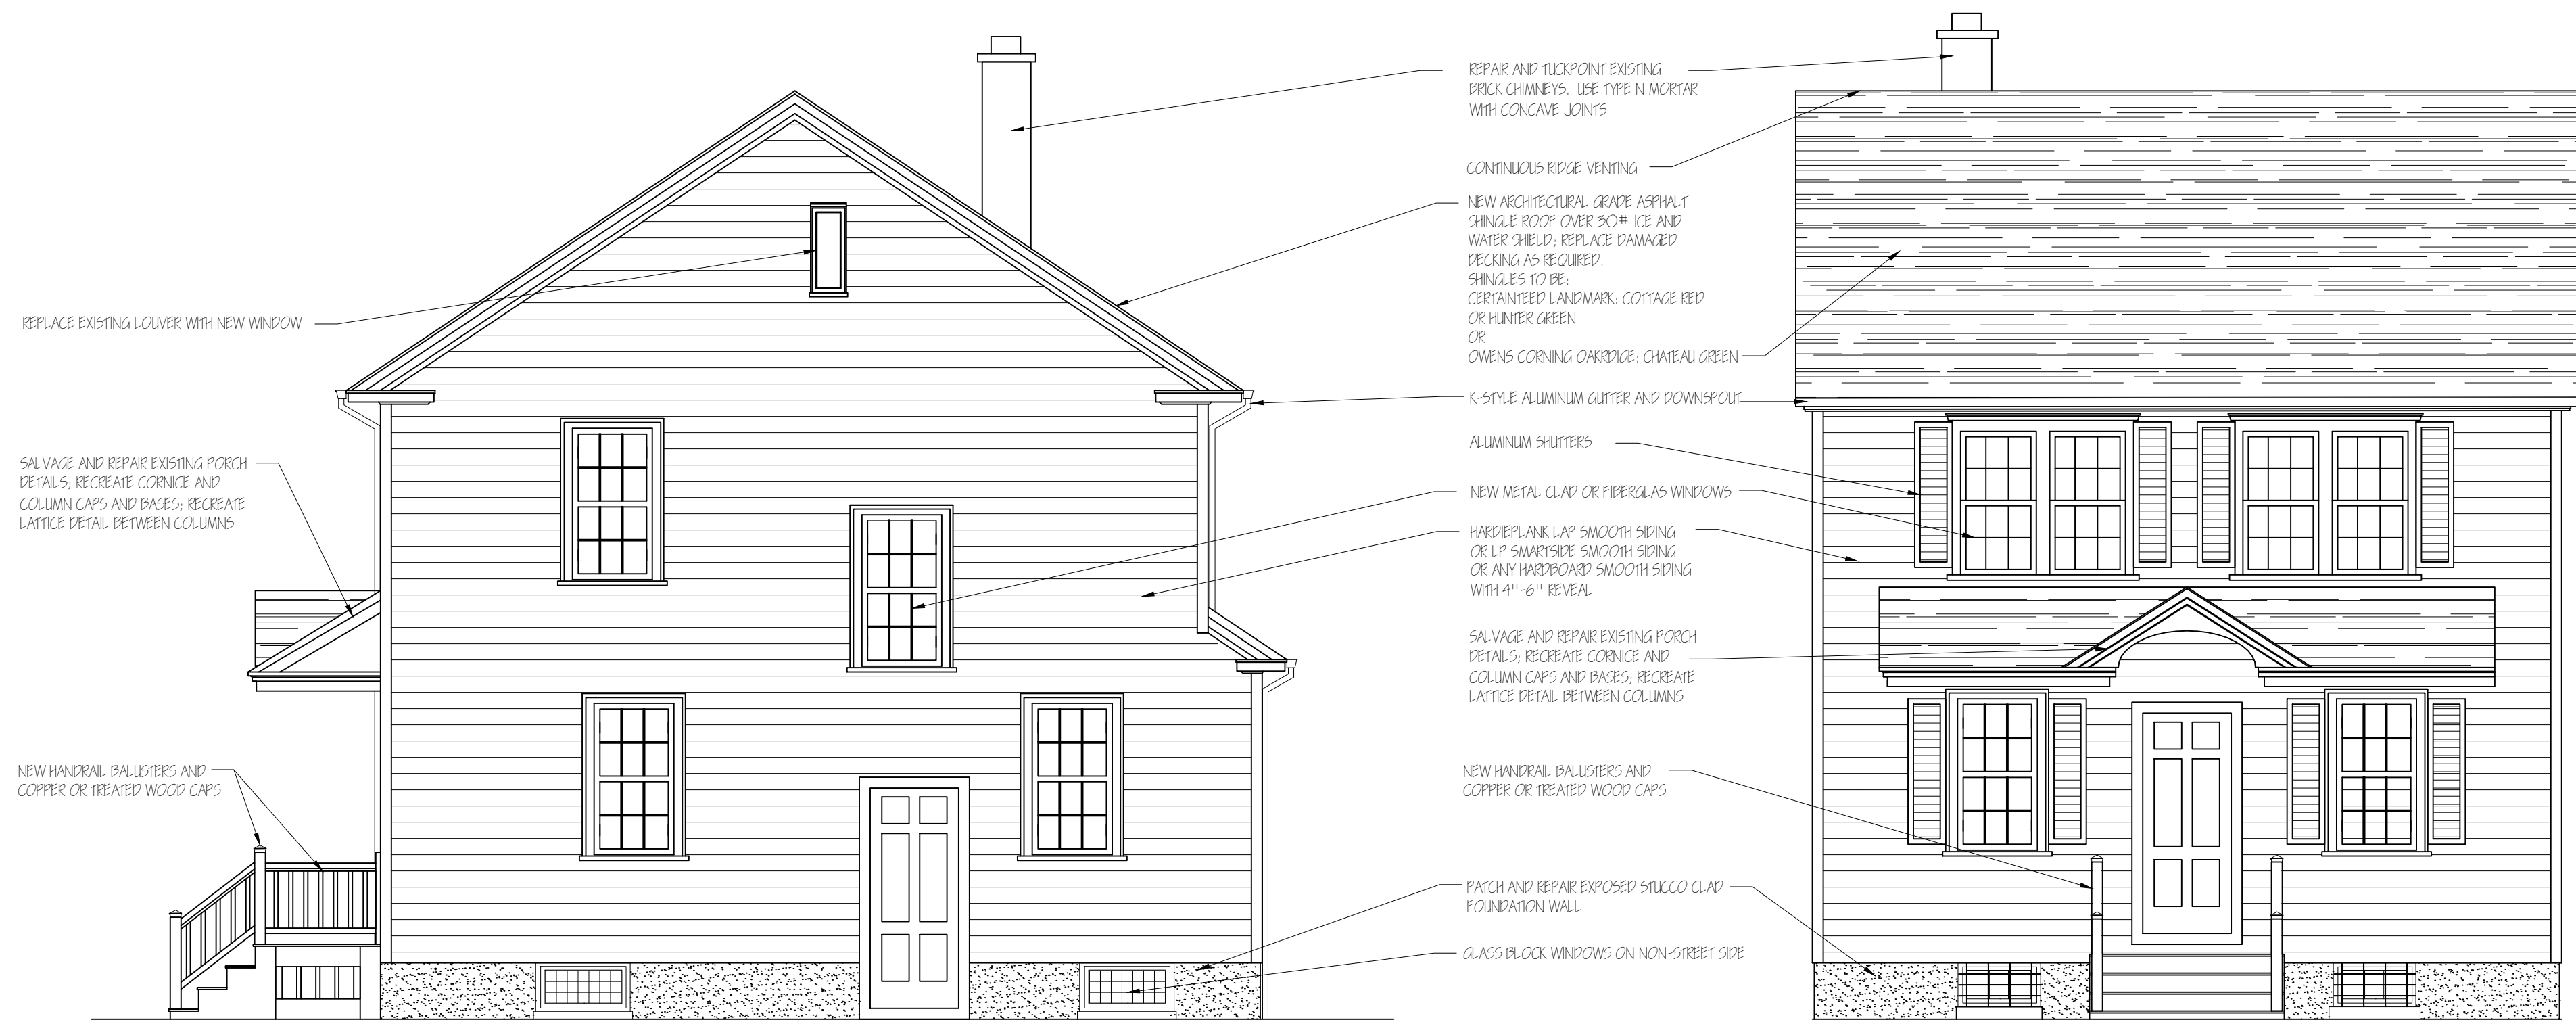 REPLACE EXISTING LOUVER WITH NEW WINDOW
SALVAGE AND REPAIR EXISTING PORCH
DETAILS; RECREATE CORNICE AND
COLUMN CAPS AND BASES; RECREATE
LATTICE DETAIL BETWEEN COLUMNS
NEW HANDRAIL BALUSTERS AND
COPPER OR TREATED WOOD CAPS
REPAIR AND TUCKPOINT EXISTING
BRICK CHIMNEYS. USE TYPE N MORTAR
WITH CONCAVE JOINTS
CONTINUOUS RIDGE VENTING
NEW ARCHITECTURAL GRADE ASPHALT
SHINGLE ROOF OVER 30# ICE AND
WATER SHIELD; REPLACE DAMAGED
DECKING AS REQUIRED.
SHINGLES TO BE:
CERTAINTEED LANDMARK: COTTAGE RED
OR HUNTER GREEN
OR
OWENS CORNING OAKRDIGE: CHATEAU GREEN
K-STYLE ALUMINUM GUTTER AND DOWNSPOUT
ALUMINUM SHUTTERS
NEW METAL CLAD OR FIBERGLAS WINDOWS
HARDIEPLANK LAP SMOOTH SIDING
OR LP SMARTSIDE SMOOTH SIDING
OR ANY HARDBOARD SMOOTH SIDING
WITH 4"-6" REVEAL
SALVAGE AND REPAIR EXISTING PORCH
DETAILS; RECREATE CORNICE AND
COLUMN CAPS AND BASES; RECREATE
LATTICE DETAIL BETWEEN COLUMNS
NEW HANDRAIL BALUSTERS AND
COPPER OR TREATED WOOD CAPS
PATCH AND REPAIR EXPOSED STUCCO CLAD
FOUNDATION WALL
GLASS BLOCK WINDOWS ON NON-STREET SIDE